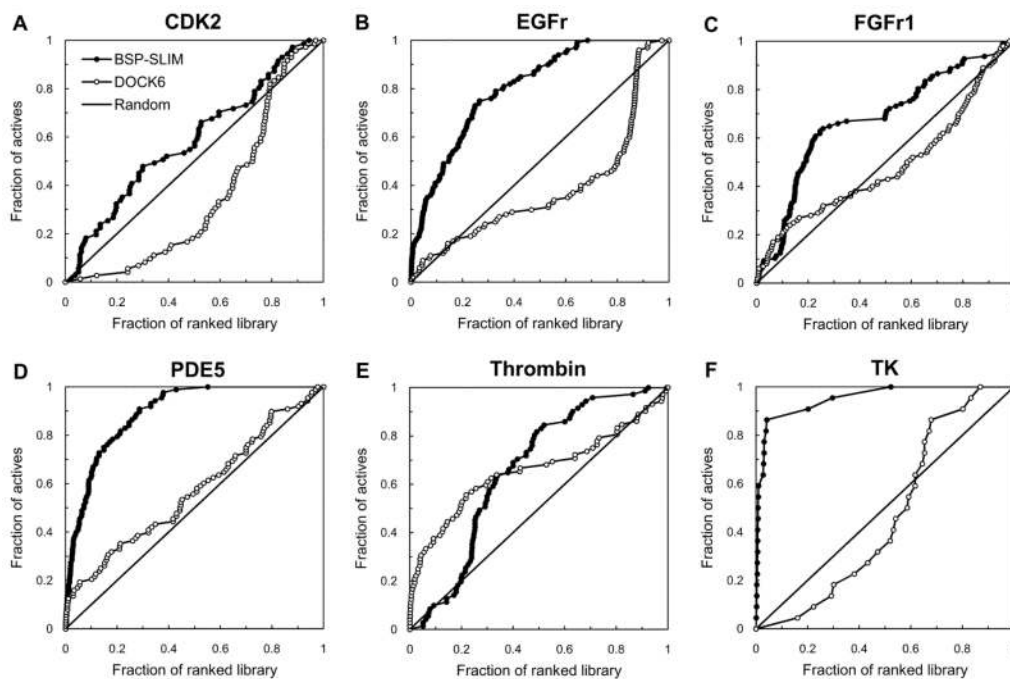 A
CDK2
BSP-SLIM
DOCK6
Random
Fraction of actives
1
0.8
0.6
0.4
0.2
0
0 0.2 0.4 0.6 0.8 1
Fraction of ranked library
B
EGFr
Fraction of actives
1
0.8
0.6
0.4
0.2
0
0 0.2 0.4 0.6 0.8 1
Fraction of ranked library
C
FGFr1
Fraction of actives
1
0.8
0.6
0.4
0.2
0
0 0.2 0.4 0.6 0.8
Fraction of ranked library
D
PDE5
Fraction of actives
1
0.8
0.6
0.4
0.2
0
0 0.2 0.4 0.6 0.8 1
Fraction of ranked library
E
Thrombin
Fraction of actives
1
0.8
0.6
0.4
0.2
0
0 0.2 0.4 0.6 0.8 1
Fraction of ranked library
F
TK
Fraction of actives
1
0.8
0.6
0.4
0.2
0
0 0.2 0.4 0.6 0.8
Fraction of ranked library